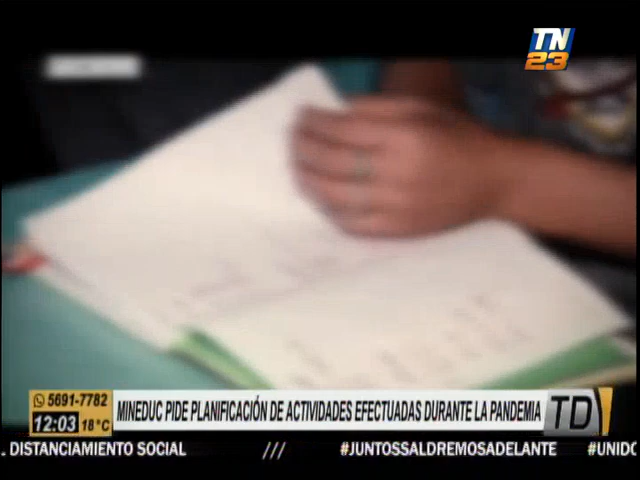 TN
23
5691-7782
12:03 18°C
MINEDUC PIDE PLANIFICACIÓN DE ACTIVIDADES EFECTUADAS DURANTE LA PANDEMIA
TD
. DISTANCIAMIENTO SOCIAL /// #JUNTOSSALDREMOSADELANTE #UNIDO